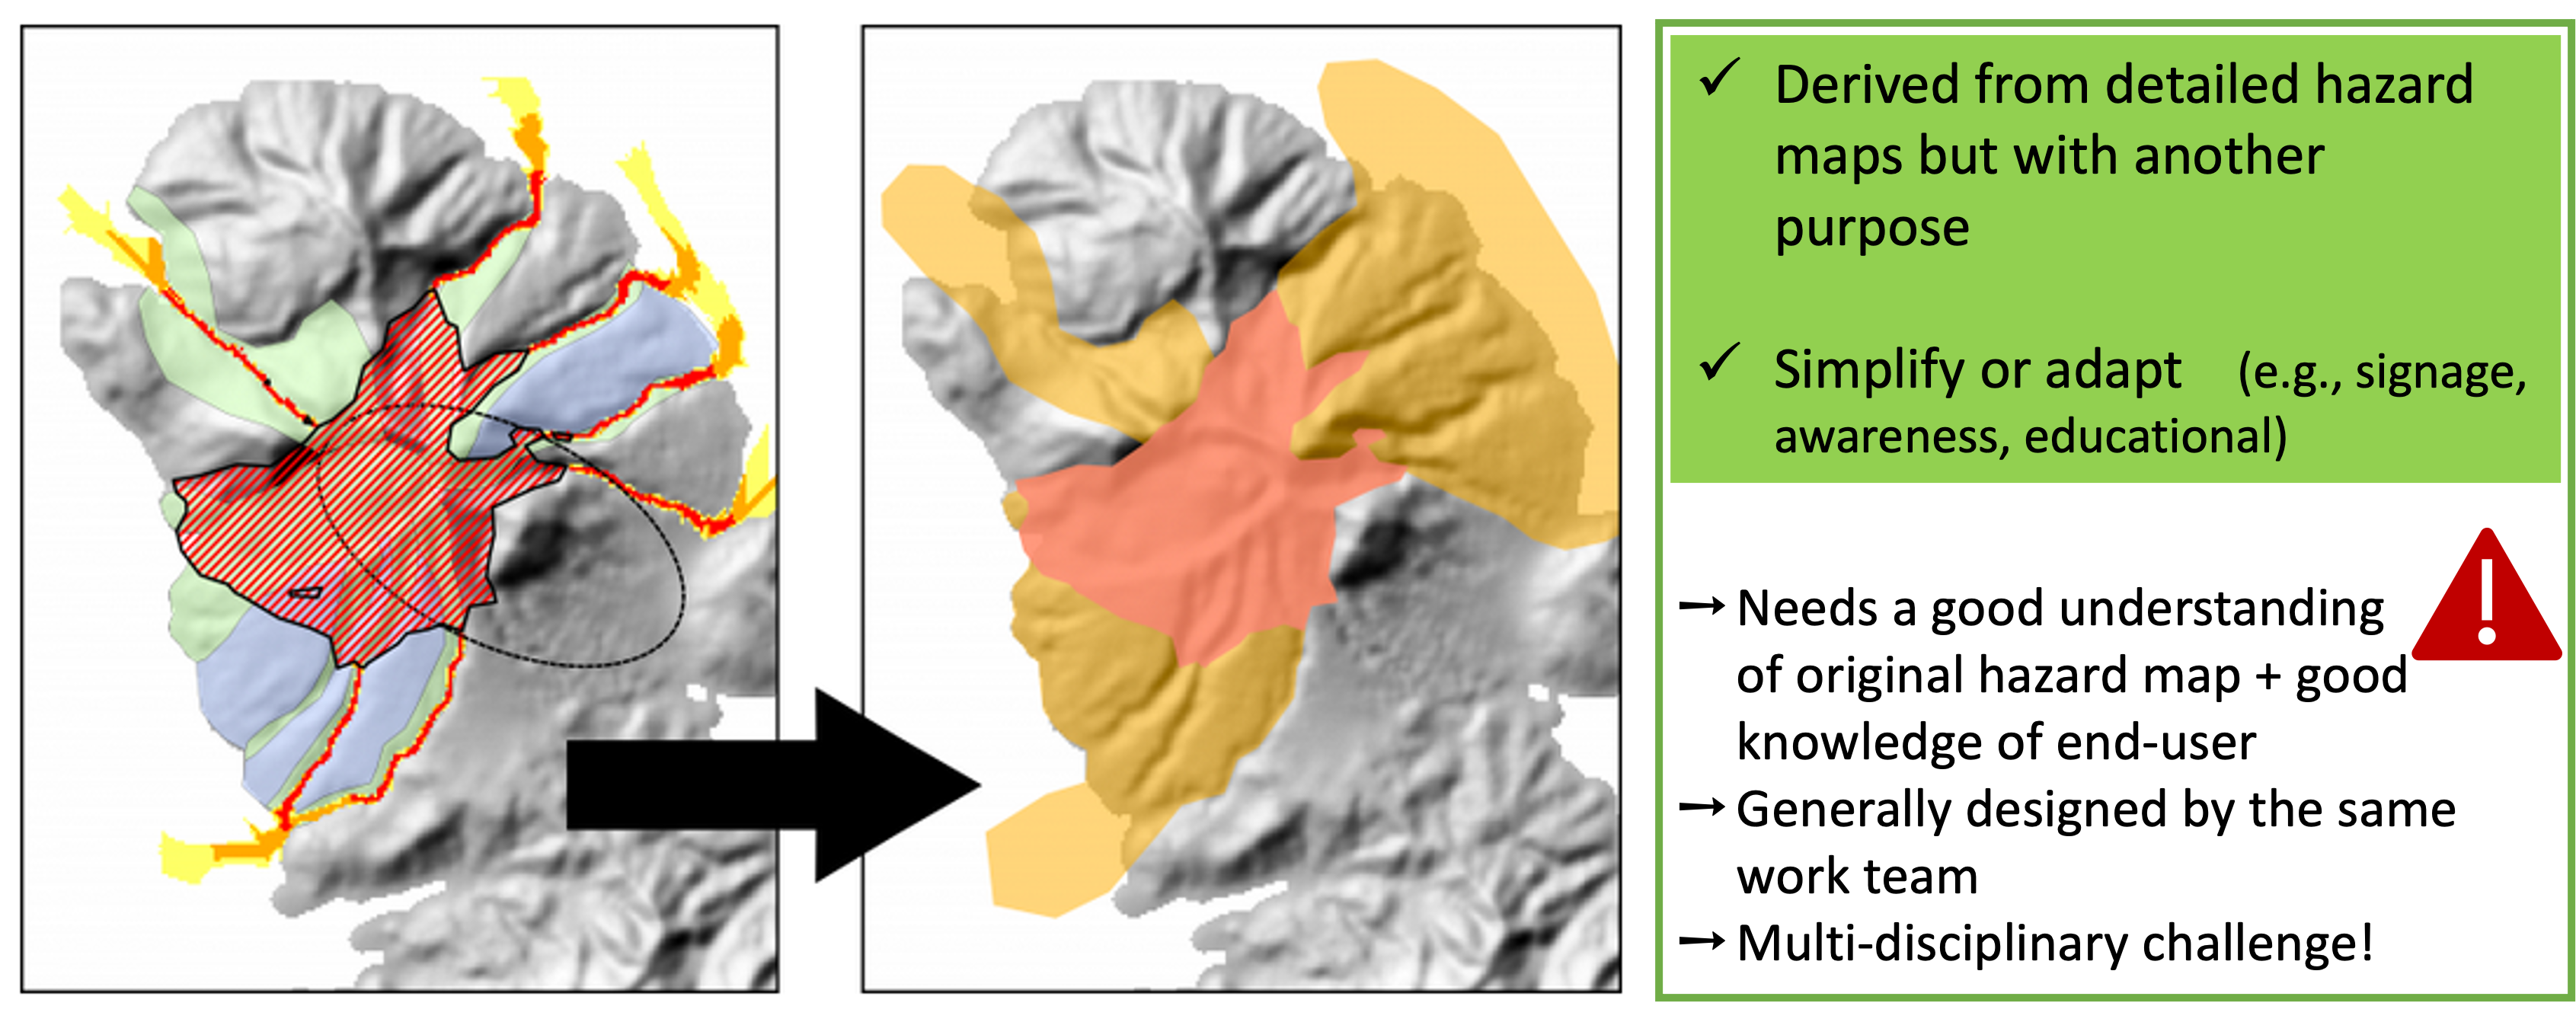 ✓ Derived from detailed hazard
maps but with another
purpose
✓ Simplify or adapt (e.g., signage,
awareness, educational)
→ Needs a good understanding
of original hazard map + good
knowledge of end-user
→ Generally designed by the same
work team
→ Multi-disciplinary challenge!